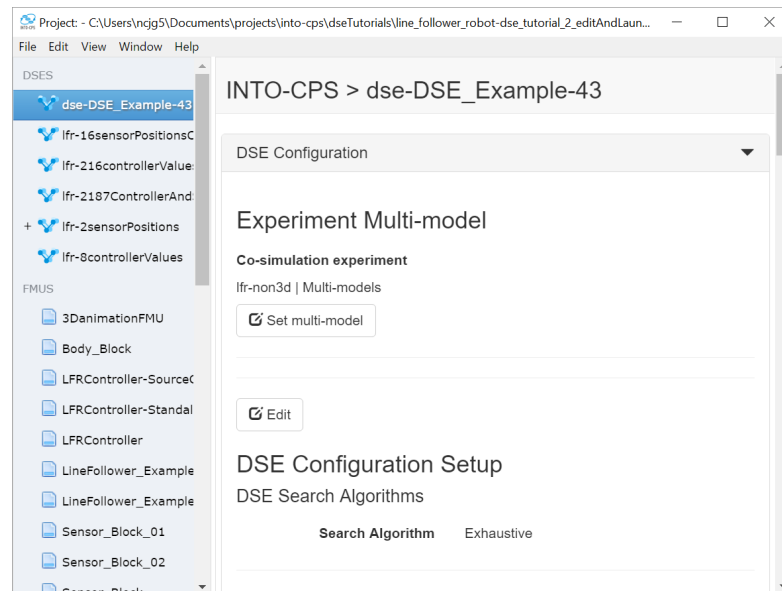 Project: - C:\Users\ncjg5\Documents\projects\into-cps\dseTutorials\line_follower_robot-dse_tutorial_2_editAndLaun...
File Edit View Window Help
DSES
dse-DSE_Example-43
lfr-16sensorPositionsC
lfr-216controllerValue
lfr-2187ControllerAnd
+ lfr-2sensorPositions
lfr-8controllerValues
FMUS
3DanimationFMU
Body_Block
LFRController-Source
LFRController-Standal
LFRController
LineFollower_Example
LineFollower_Example
Sensor_Block_01
Sensor_Block_02
INTO-CPS > dse-DSE_Example-43
DSE Configuration
Experiment Multi-model
Co-simulation experiment
lfr-non3d | Multi-models
Set multi-model
Edit
DSE Configuration Setup
DSE Search Algorithms
Search Algorithm Exhaustive